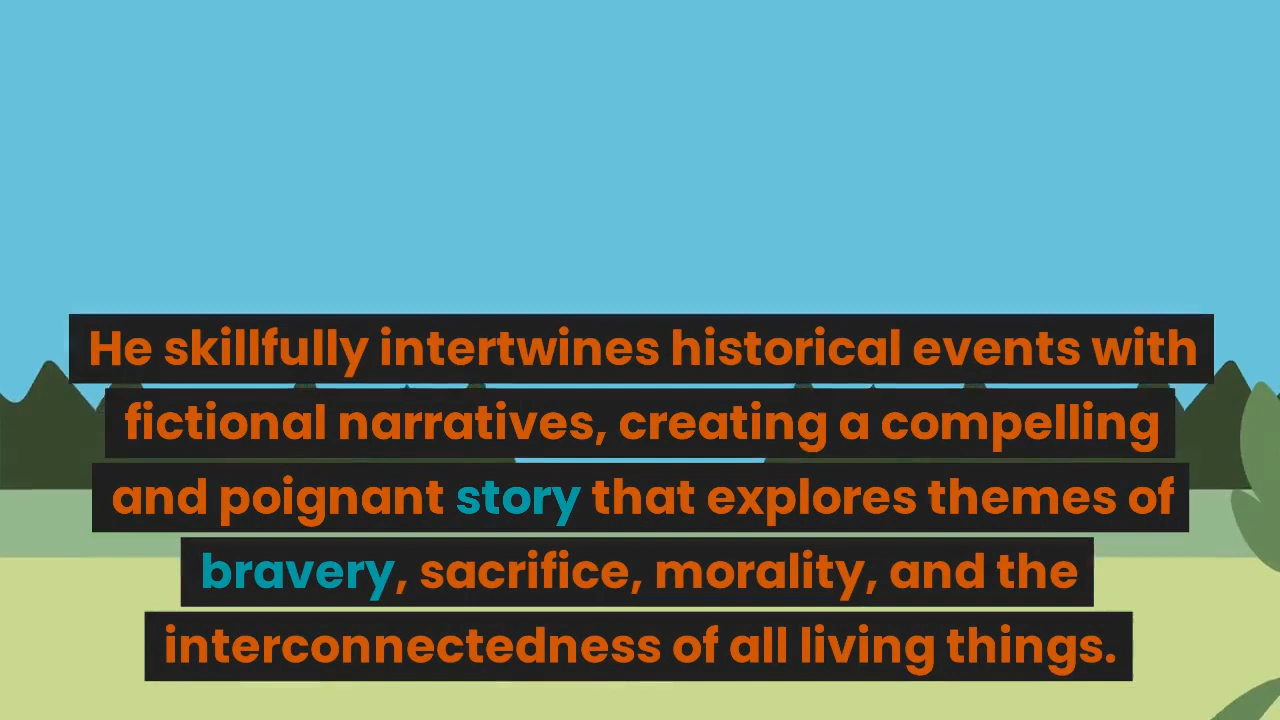 He skillfully intertwines historical events with
fictional narratives, creating a compelling
and poignant story that explores themes of
bravery, sacrifice, morality, and the
interconnectedness of all living things.